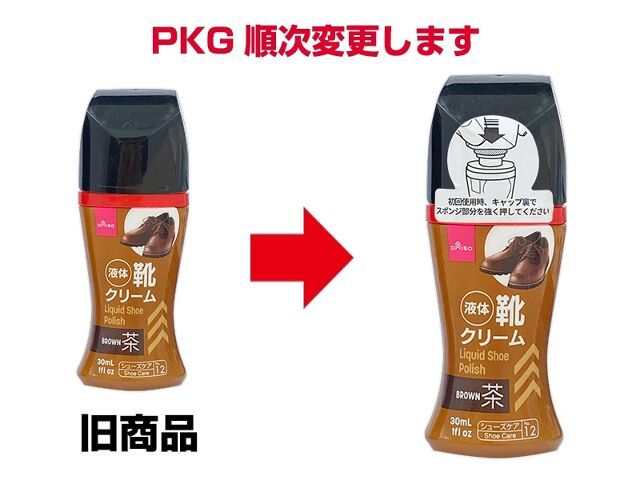 PKG 順次変更します
DAISO
液体
靴
クリーム
Liquid Shoe
Polish
BROWN 茶
30mL
1fl oz
シューズケア
Shoe Care
No.
12
旧商品
初回使用時、キャップ裏で
スポンジ部分を強く押してください
DAISO
液体
靴
クリーム
Liquid Shoe
Polish
BROWN 茶
30mL
1fl oz
シューズケア
Shoe Care
No.
12